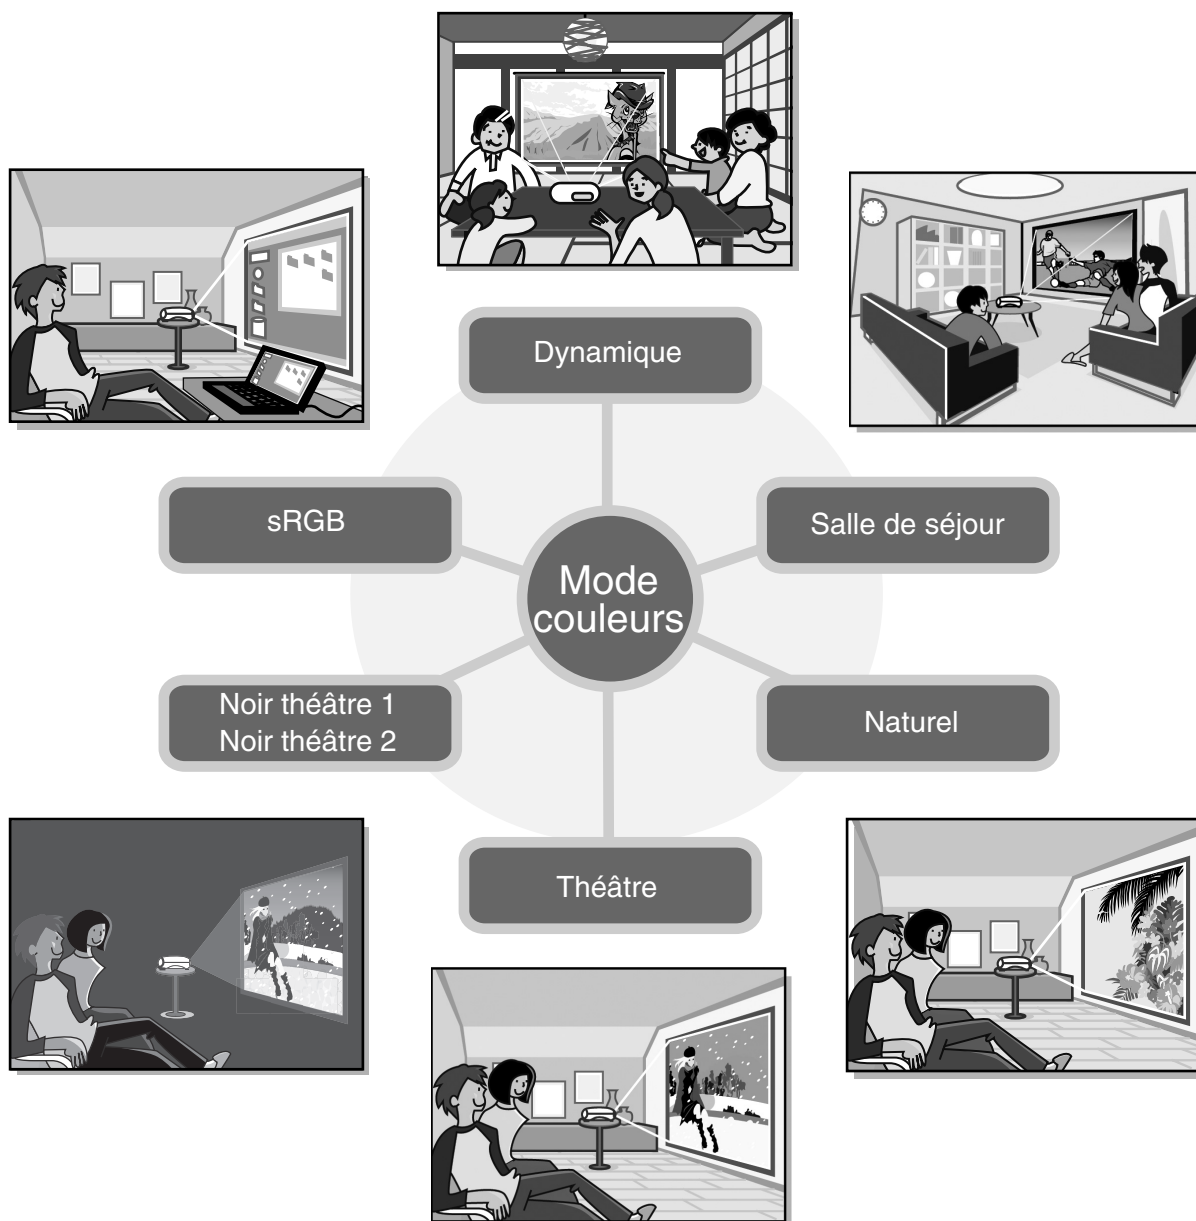 Dynamique
sRGB
Salle de séjour
Mode
couleurs
Noir théâtre 1
Noir théâtre 2
Naturel
Théâtre